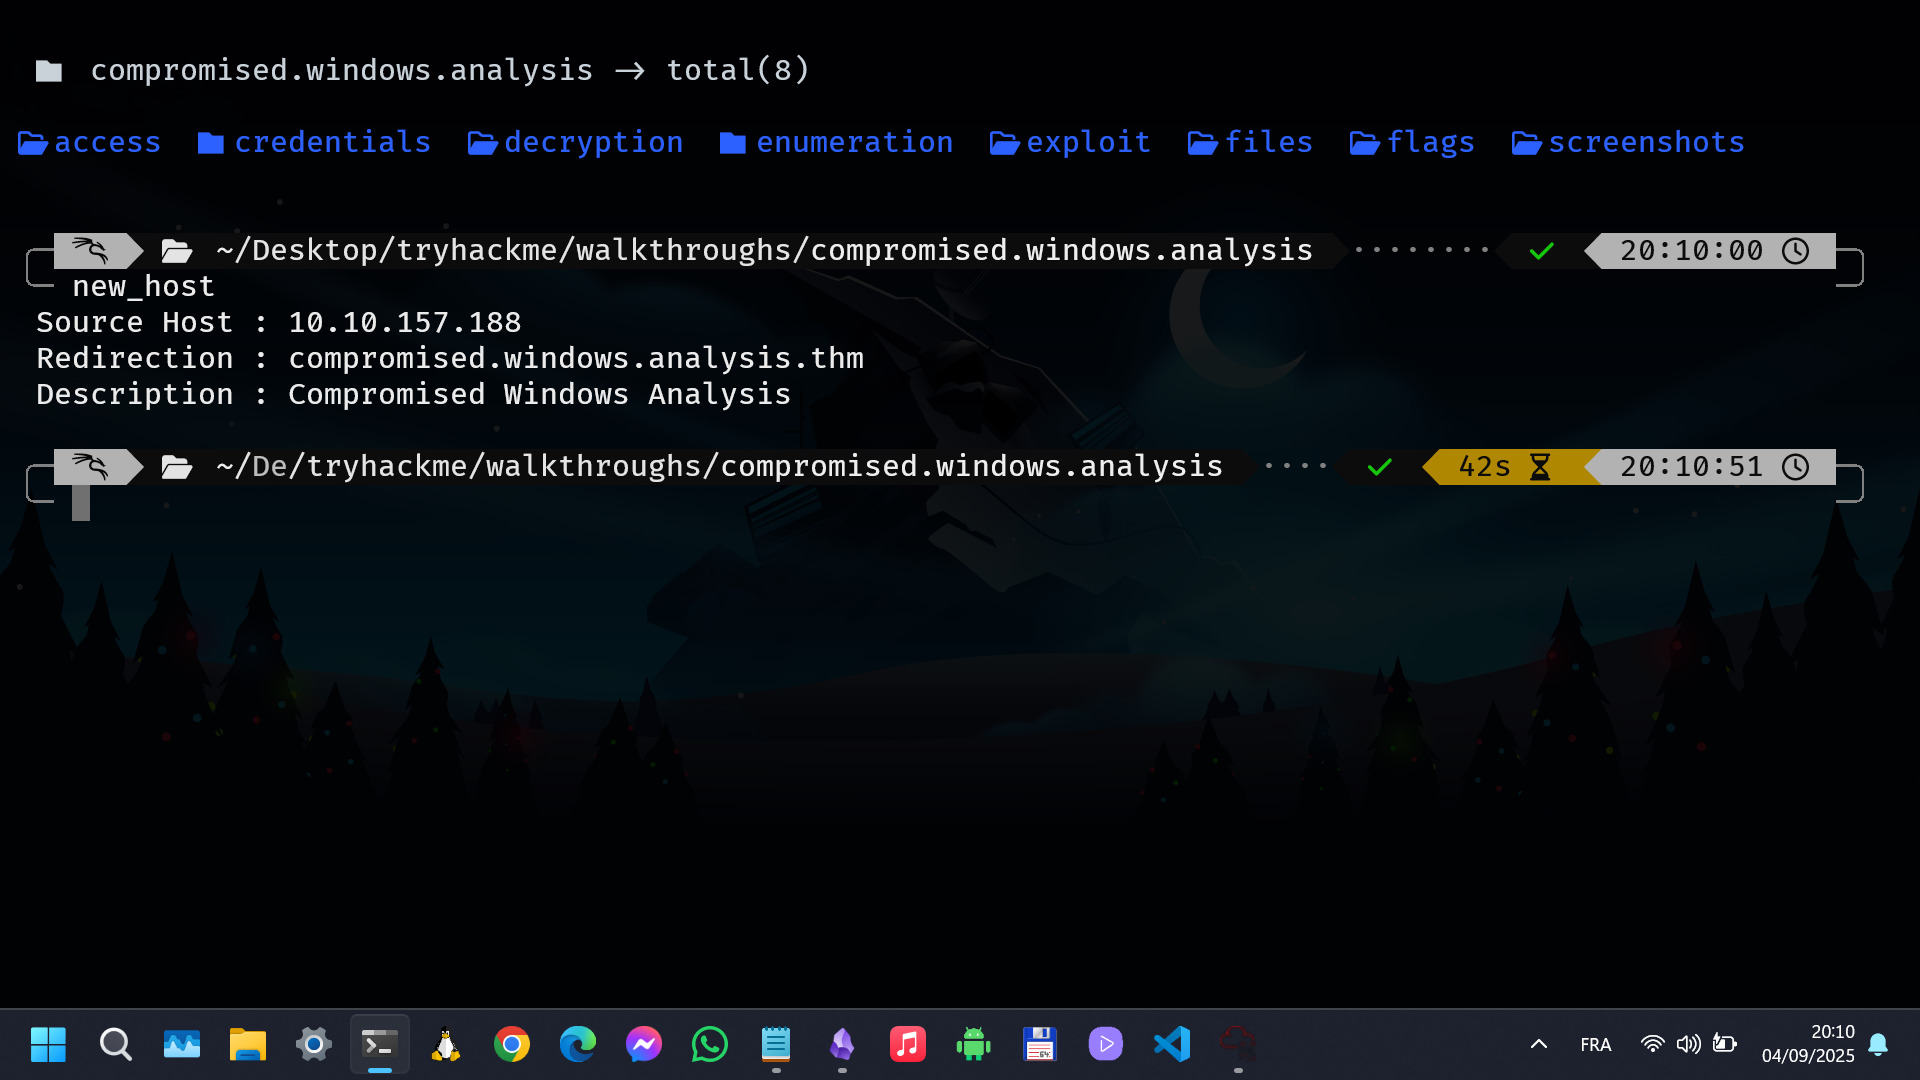 compromised.windows.analysis → total(8)
access credentials decryption enumeration exploit files flags screenshots
~/Desktop/tryhackme/walkthroughs/compromised.windows.analysis ········ ✓ 20:10:00
new_host
Source Host : 10.10.157.188
Redirection : compromised.windows.analysis.thm
Description : Compromised Windows Analysis
~/De/tryhackme/walkthroughs/compromised.windows.analysis ···· ✓ 42s 20:10:51
64
FRA
20:10
04/09/2025